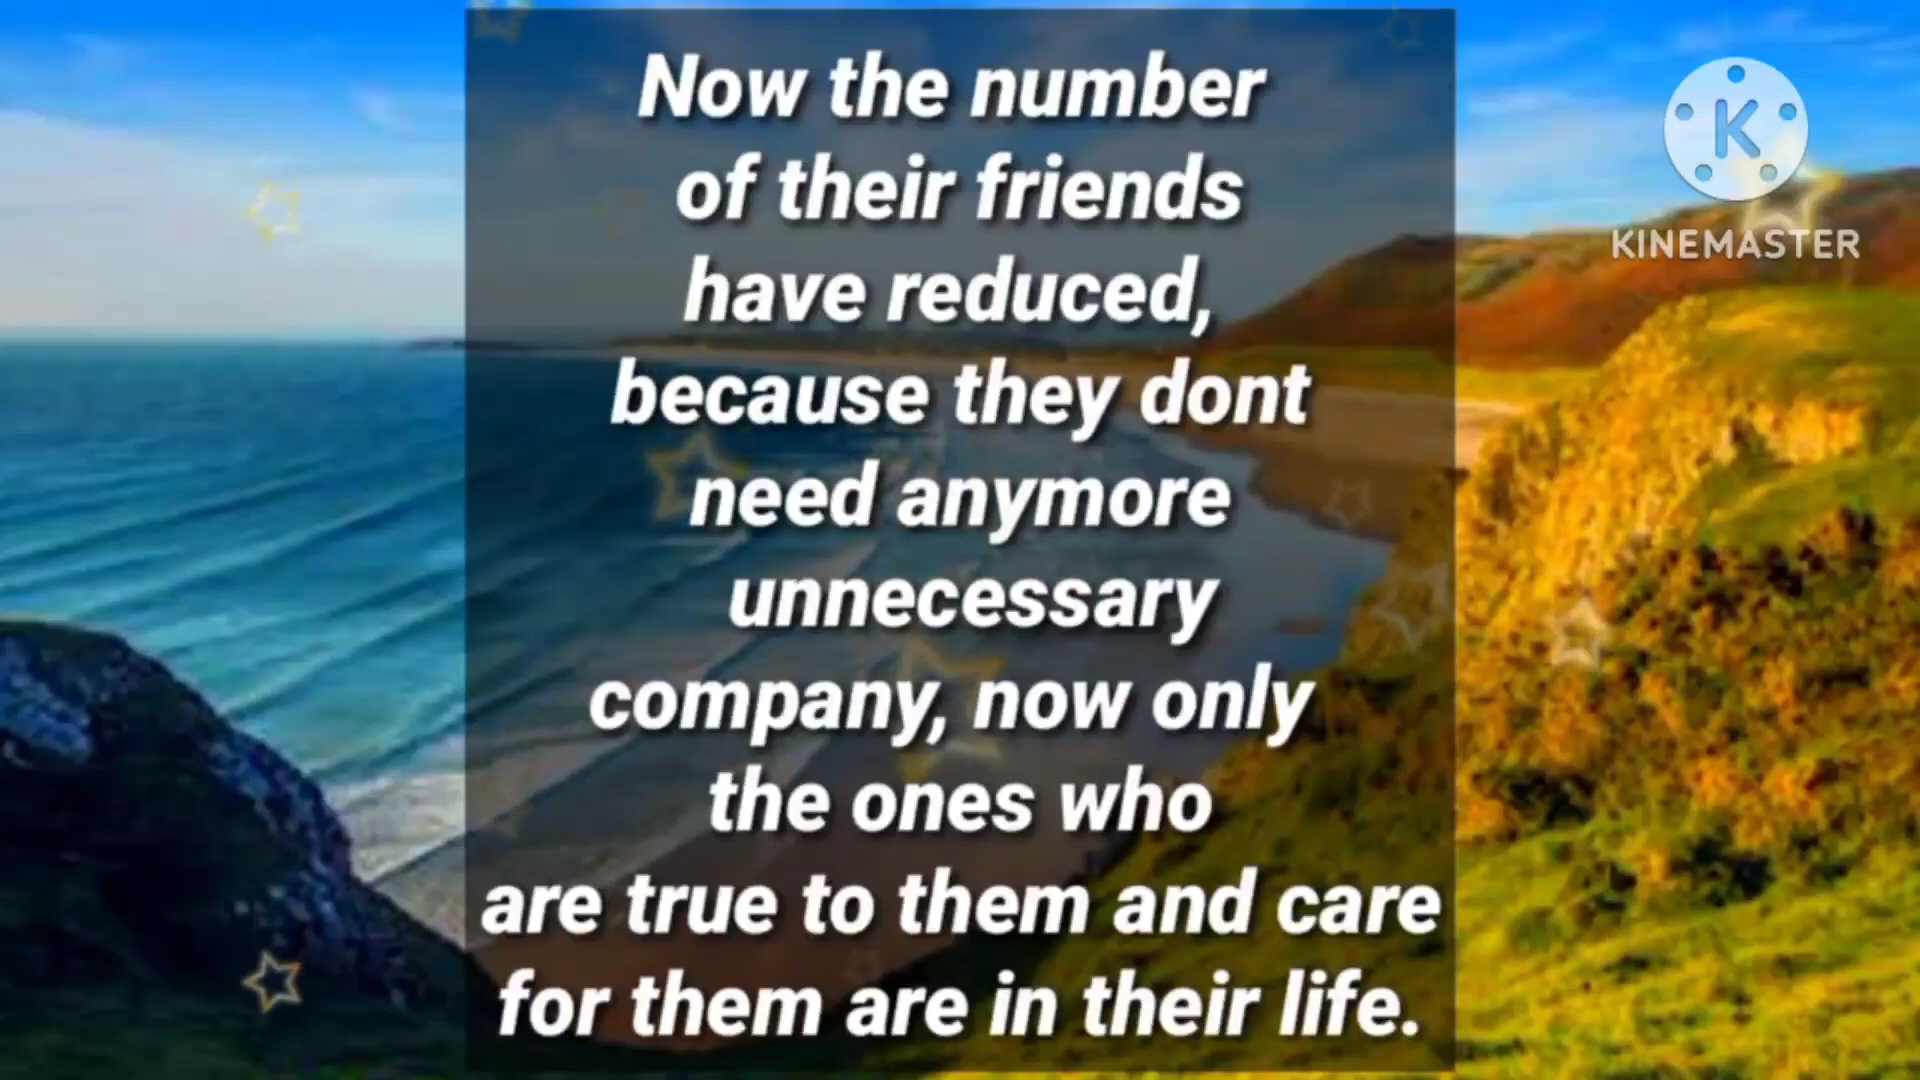 Now the number
of their friends
have reduced,
because they dont
need anymore
unnecessary
company, now only
the ones who
are true to them and care
for them are in their life.
K
KINEMASTER